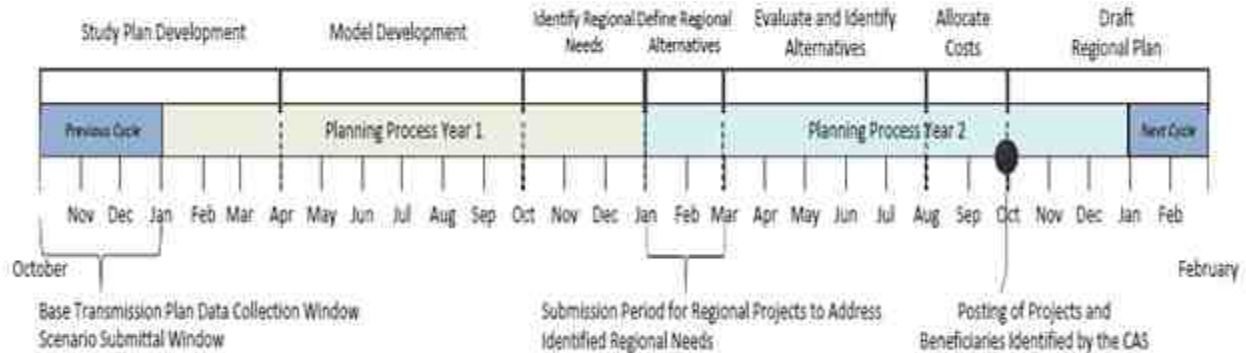 Study Plan Development
Model Development
Identify Regional
Needs
Define Regional
Alternatives
Evaluate and Identify
Alternatives
Allocate
Costs
Draft
Regional Plan
Previous Cycle
Planning Process Year 1
Planning Process Year 2
Next Cycle
Nov Dec Jan Feb Mar Apr May Jun Jul Aug Sep Oct Nov Dec Jan Feb Mar Apr May Jun Jul Aug Sep Oct Nov Dec Jan Feb
October
February
Base Transmission Plan Data Collection Window
Scenario Submittal Window
Submission Period for Regional Projects to Address
Identified Regional Needs
Posting of Projects and
Beneficiaries Identified by the CAS